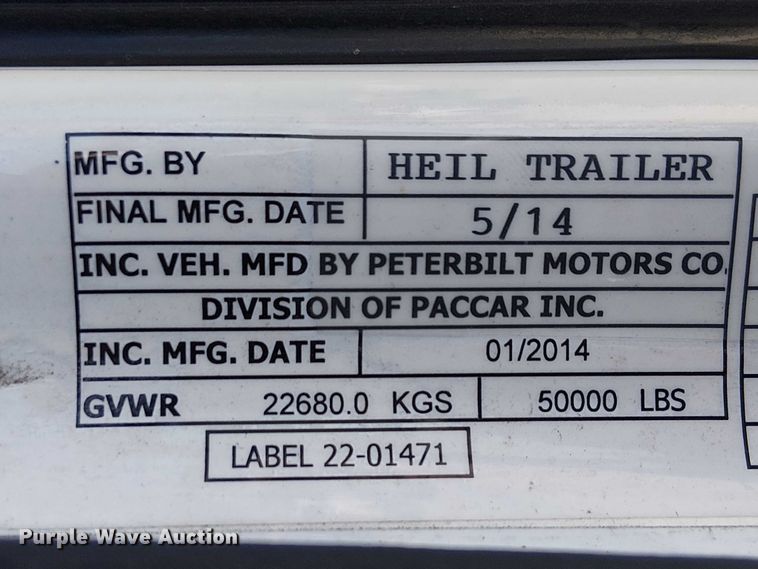 MFG. BY HEIL TRAILER
FINAL MFG. DATE 5/14
INC. VEH. MFD BY PETERBILT MOTORS CO.
DIVISION OF PACCAR INC.
INC. MFG. DATE 01/2014
GVWR 22680.0 KGS 50000 LBS
LABEL 22-01471
Purple Wave Auction